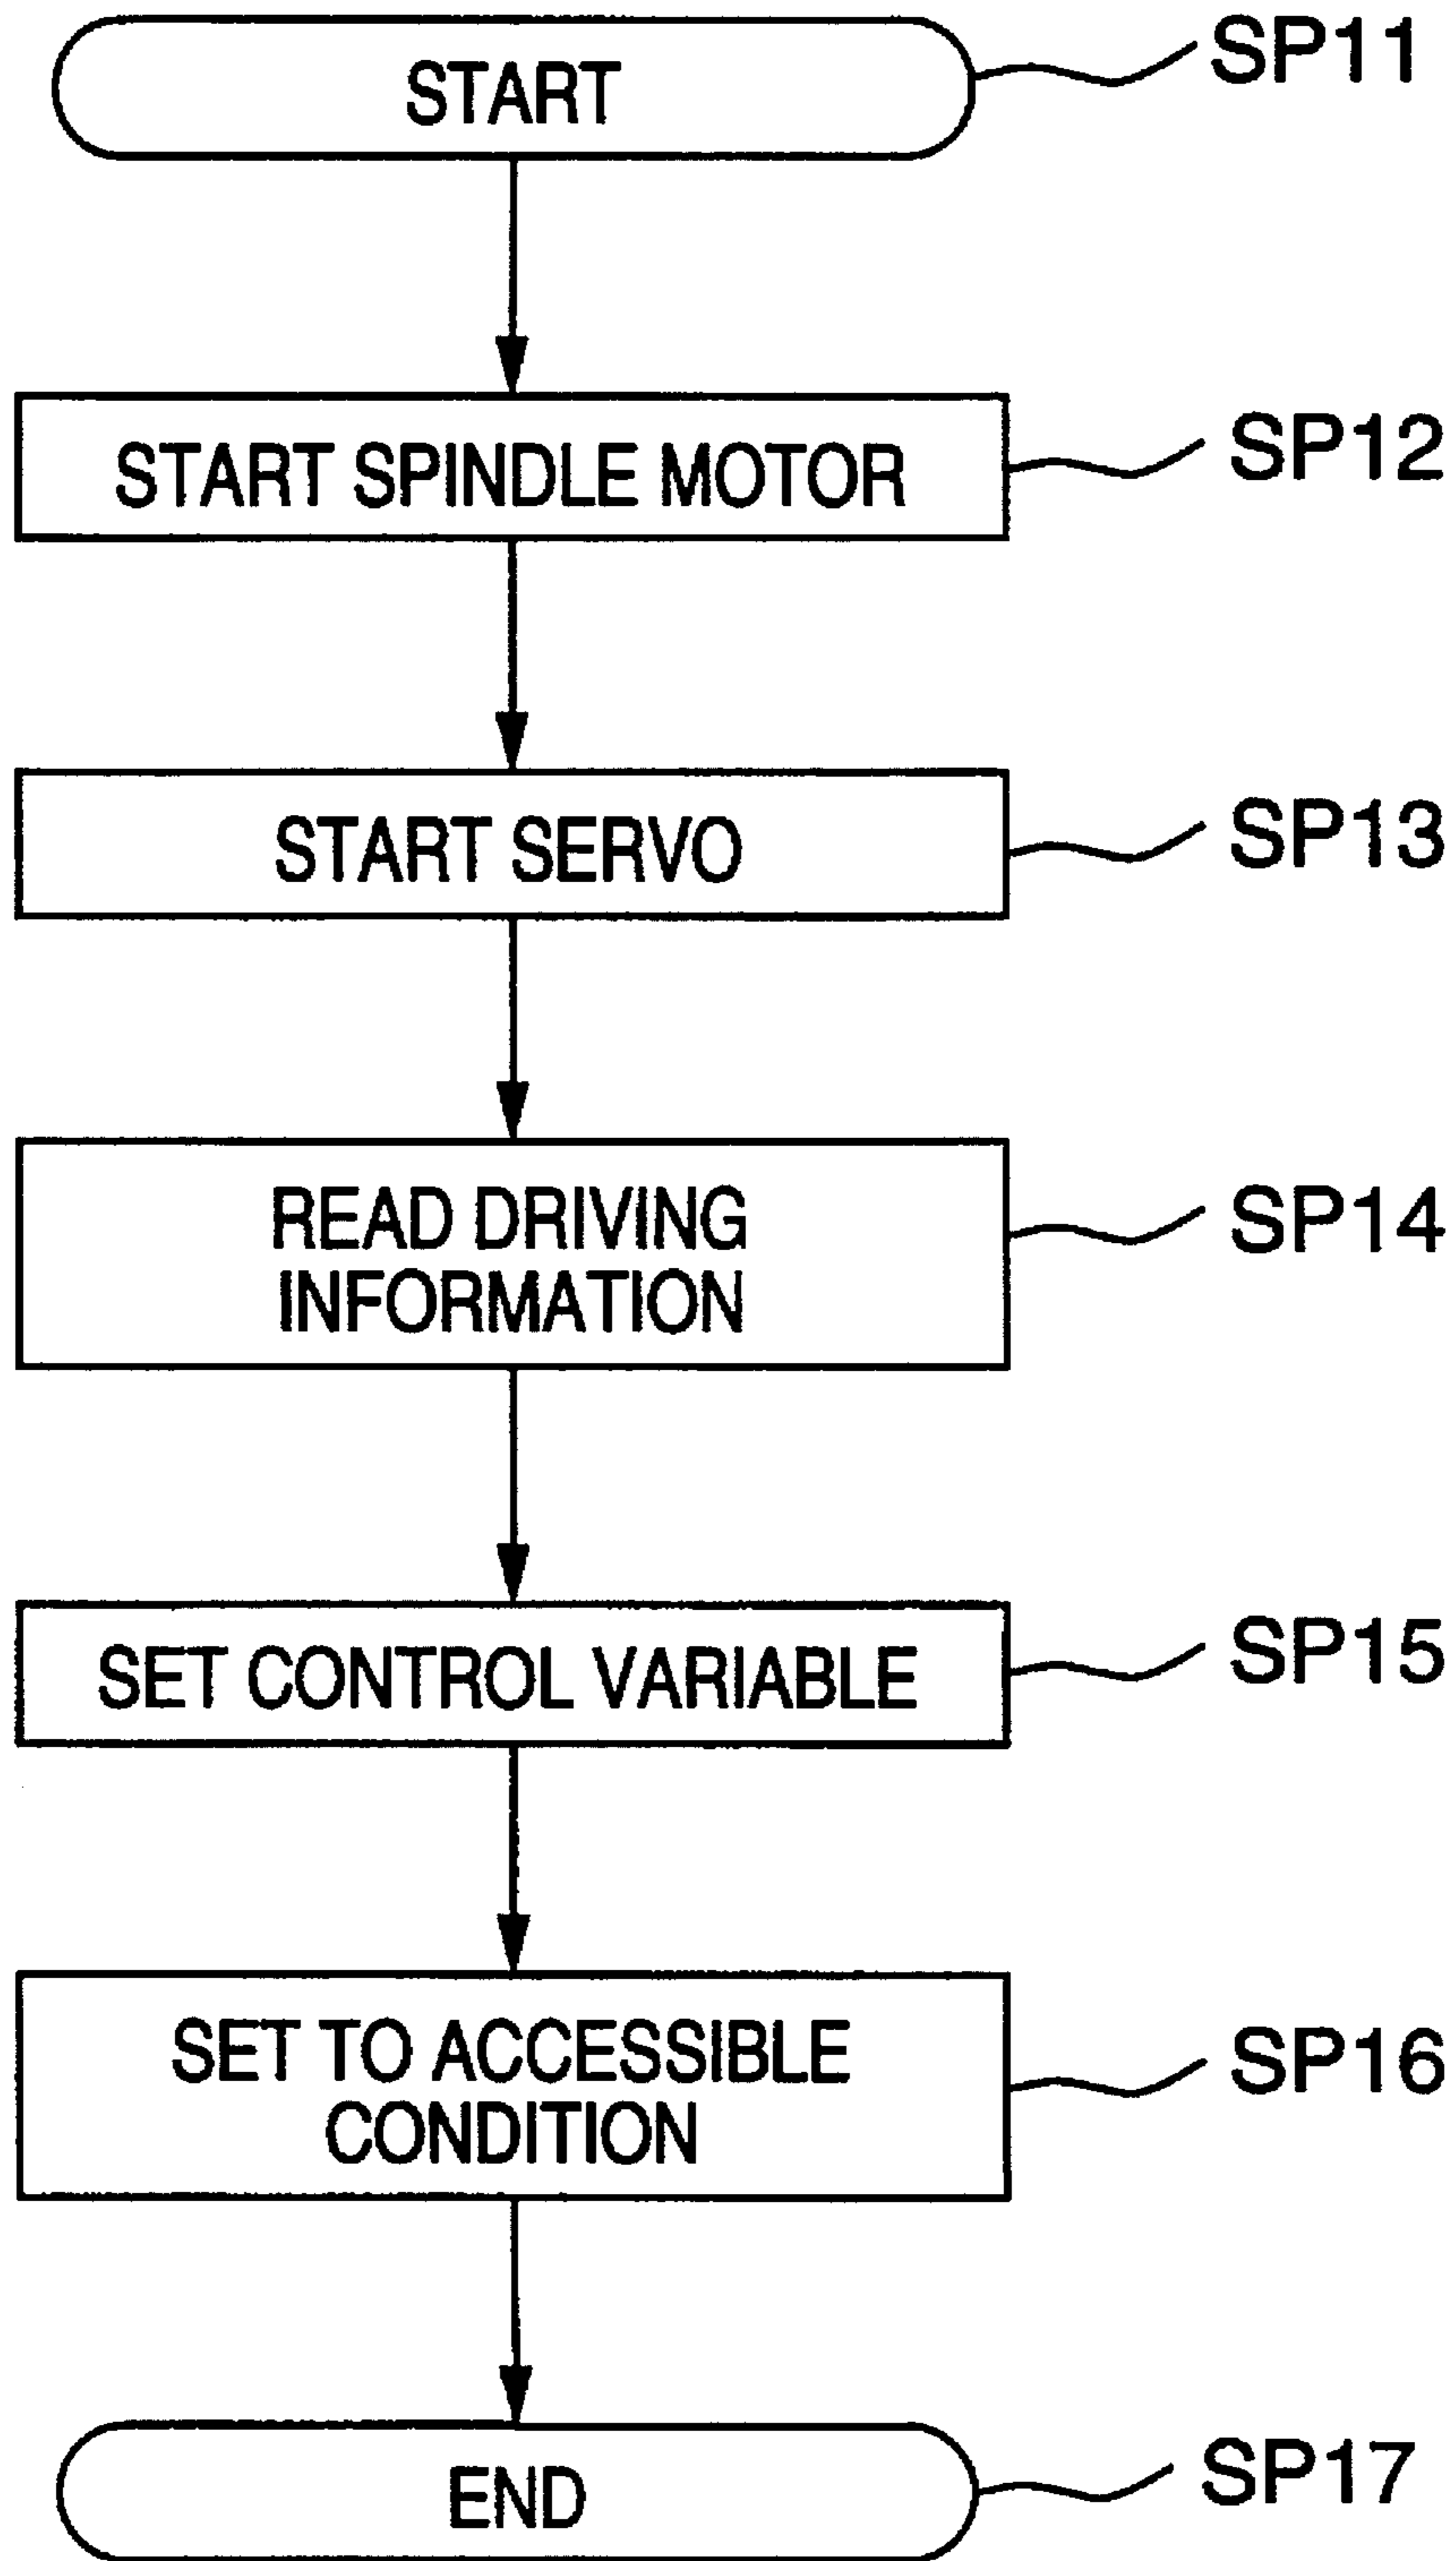 START
SP11
START SPINDLE MOTOR
SP12
START SERVO
SP13
READ DRIVING
INFORMATION
SP14
SET CONTROL VARIABLE
SP15
SET TO ACCESSIBLE
CONDITION
SP16
END
SP17